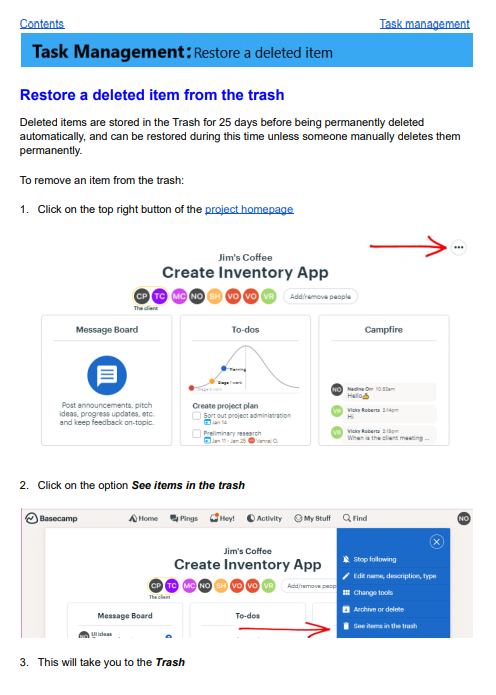 Contents
Task management
Task Management: Restore a deleted item
Restore a deleted item from the trash
Deleted items are stored in the Trash for 25 days before being permanently deleted
automatically, and can be restored during this time unless someone manually deletes them
permanently.
To remove an item from the trash:
1. Click on the top right button of the project homepage
Jim's Coffee
Create Inventory App
CP TC MC NO SH VO VO VR Add/remove people
The client
Message Board
Post announcements, pitch
ideas, progress updates, etc.
and keep feedback on-topic.
To-dos
Planning
Stage 1 work
Stage 2 work
Create project plan
Sort out project administration
Jan 14
Preliminary research
Jan 11 - Jan 25 Vanna O.
Campfire
NO Nadine Orr 10:52am
Hello
VR Vicky Roberts 2:14pm
Hi
VR Vicky Roberts 2:15pm
When is the client meeting ...
2. Click on the option See items in the trash
Basecamp Home Pings Hey! Activity My Stuff Find NO
Jim's Coffee
Create Inventory App
CP TC MC NO SH VO VO VR Add/remove peop
The client
Message Board
To-dos
NO UI ideas
Stop following
Edit name, description, type
Change tools
Archive or delete
See items in the trash
3. This will take you to the Trash